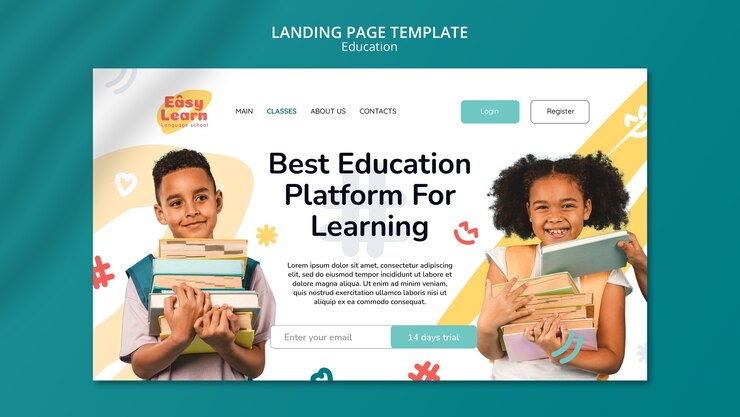 LANDING PAGE TEMPLATE
Education
Eâsy
Learn
Language school
MAIN CLASSES ABOUT US CONTACTS
Login
Register
Best Education
Platform For
Learning
Lorem ipsum dolor sit amet, consectetur adipiscing
elit, sed do eiusmod tempor incididunt ut labore et
dolore magna aliqua. Ut enim ad minim veniam,
quis nostrud exercitation ullamco laboris nisi ut
aliquip ex ea commodo consequat.
Enter your email
14 days trial